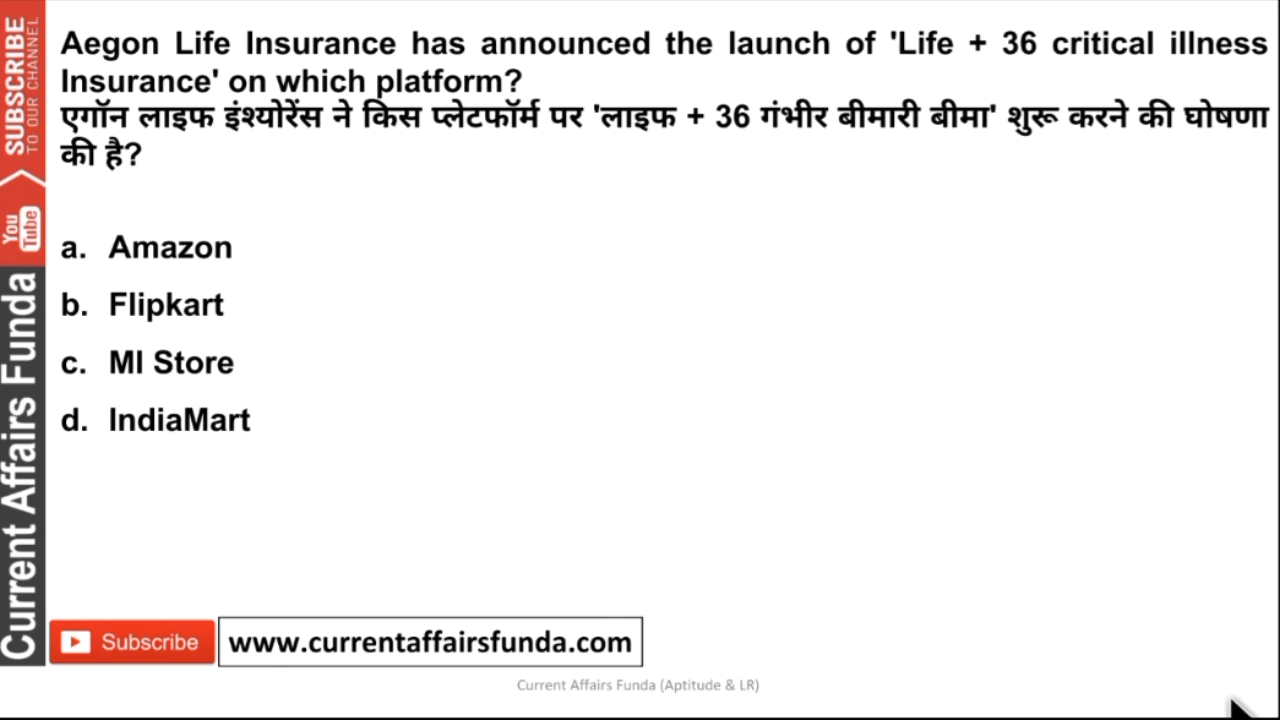 Aegon Life Insurance has announced the launch of 'Life + 36 critical illness
Insurance' on which platform?
एगॉन लाइफ इंश्योरेंस ने किस प्लेटफॉर्म पर 'लाइफ + 36 गंभीर बीमारी बीमा' शुरू करने की घोषणा
की है?
a. Amazon
b. Flipkart
c. MI Store
d. IndiaMart
SUBSCRIBE
TO OUR CHANNEL
You Tube
Current Affairs Funda
Subscribe www.currentaffairsfunda.com
Current Affairs Funda (Aptitude & LR)